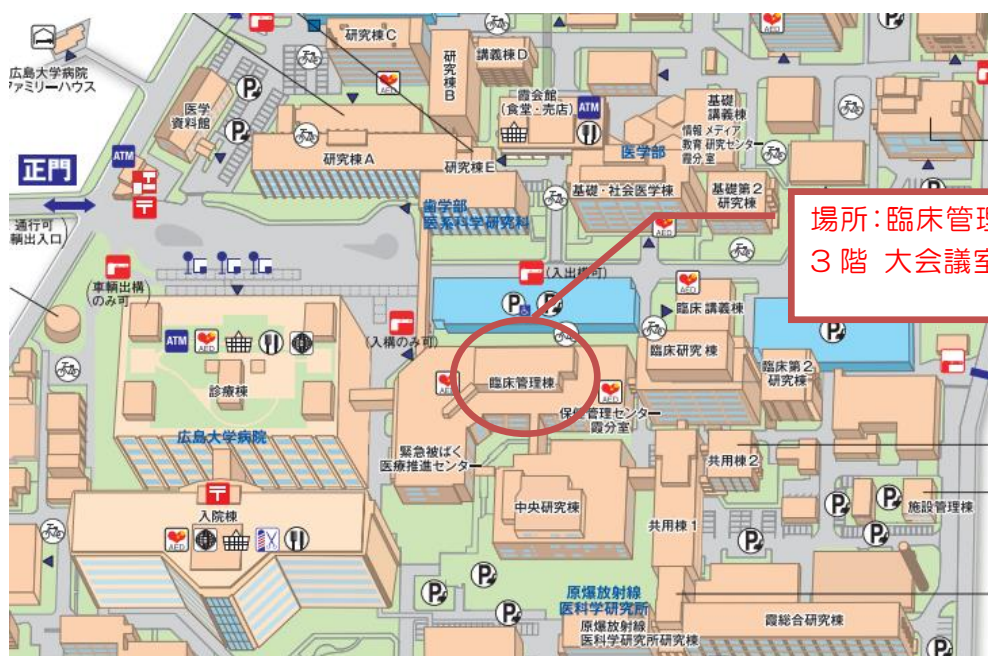 研究棟C
研究棟B
講義棟D
広島大学病院
ファミリーハウス
医学
資料館
霞会館
(食堂・売店)
ATM
基礎
講義棟
情報メディア
教育研究センター
霞分室
正門
ATM
研究棟A
研究棟E
医学部
基礎・社会医学棟
基礎第2
研究棟
歯学部
医系科学研究科
通行可
車輌出構
のみ可
(入出構可)
場所：臨床管理
3階 大会議室
(入構のみ可)
臨床講義棟
ATM
AED
診療棟
広島大学病院
臨床管理棟
臨床研究棟
臨床第2
研究棟
保健管理センター
霞分室
緊急被ばく
医療推進センター
共用棟2
入院棟
AED
中央研究棟
共用棟1
施設管理棟
原爆放射線
医科学研究所
原爆放射線
医科学研究所研究棟
霞総合研究棟